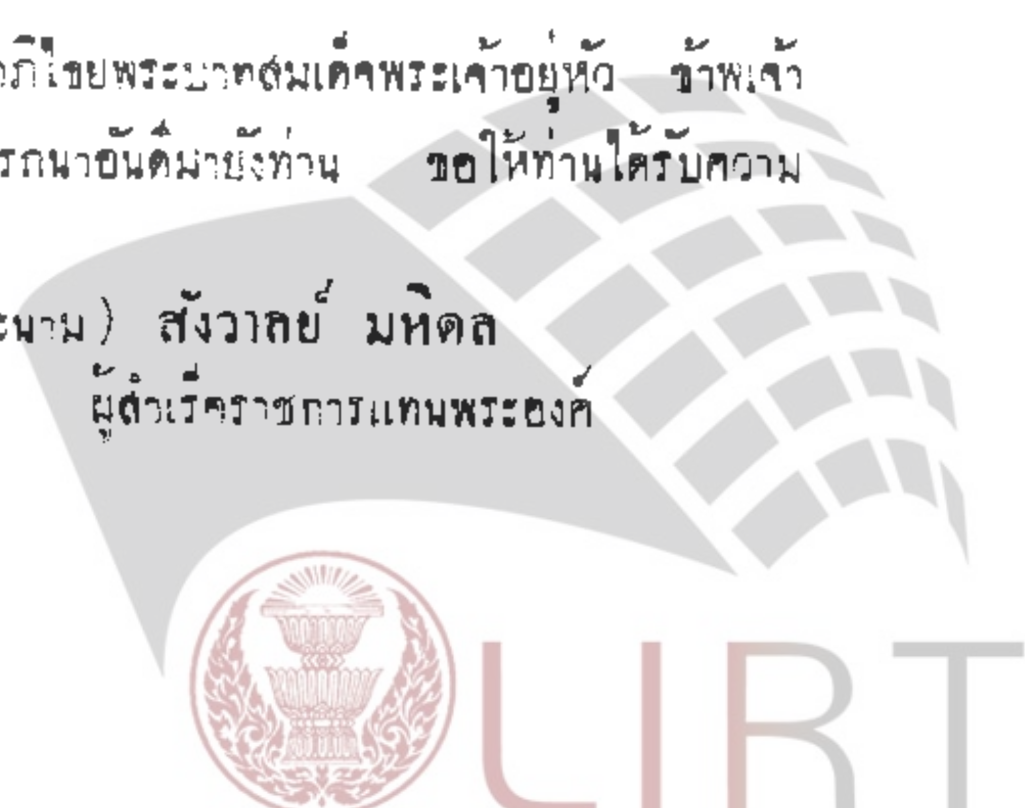 ภิไธยพระบาทสมเด็จพระเจ้าอยู่หัว ข้าพเจ้า
รถนาอันดีมายังท่าน ขอให้ท่านได้รับความ
ะนาม) สังวาลย์ มหิดล
ผู้สำเร็จราชการแทนพระองค์
LIRT